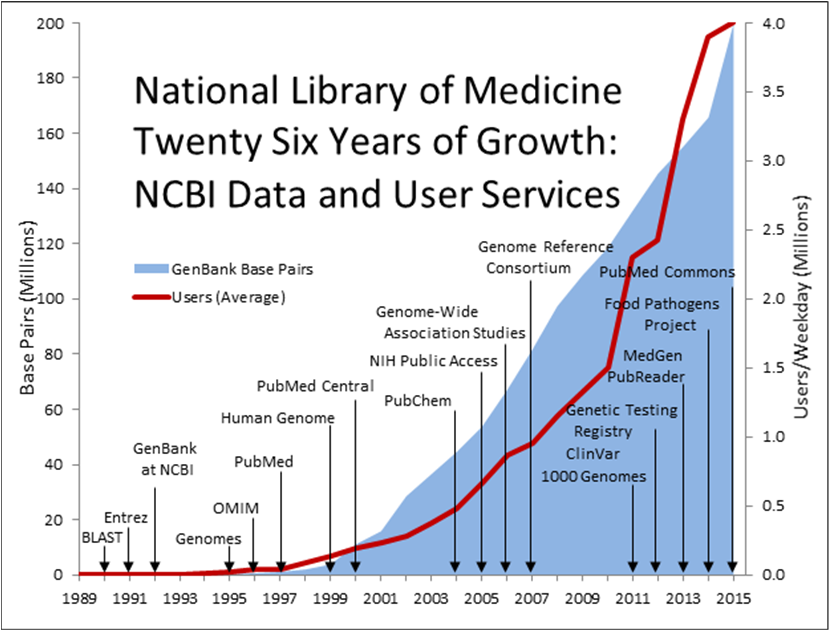 National Library of Medicine
Twenty Six Years of Growth:
NCBI Data and User Services
GenBank Base Pairs
Users (Average)
Base Pairs (Millions)
200
180
160
140
120
100
80
60
40
20
0
Users/Weekday (Millions)
4.0
3.5
3.0
2.5
2.0
1.5
1.0
0.5
0.0
BLAST
Entrez
GenBank
at NCBI
Genomes
OMIM
PubMed
Human Genome
PubMed Central
PubChem
NIH Public Access
Genome-Wide
Association Studies
Genome Reference
Consortium
1000 Genomes
Genetic Testing
Registry
ClinVar
MedGen
PubReader
Food Pathogens
Project
PubMed Commons
1989 1991 1993 1995 1997 1999 2001 2003 2005 2007 2009 2011 2013 2015